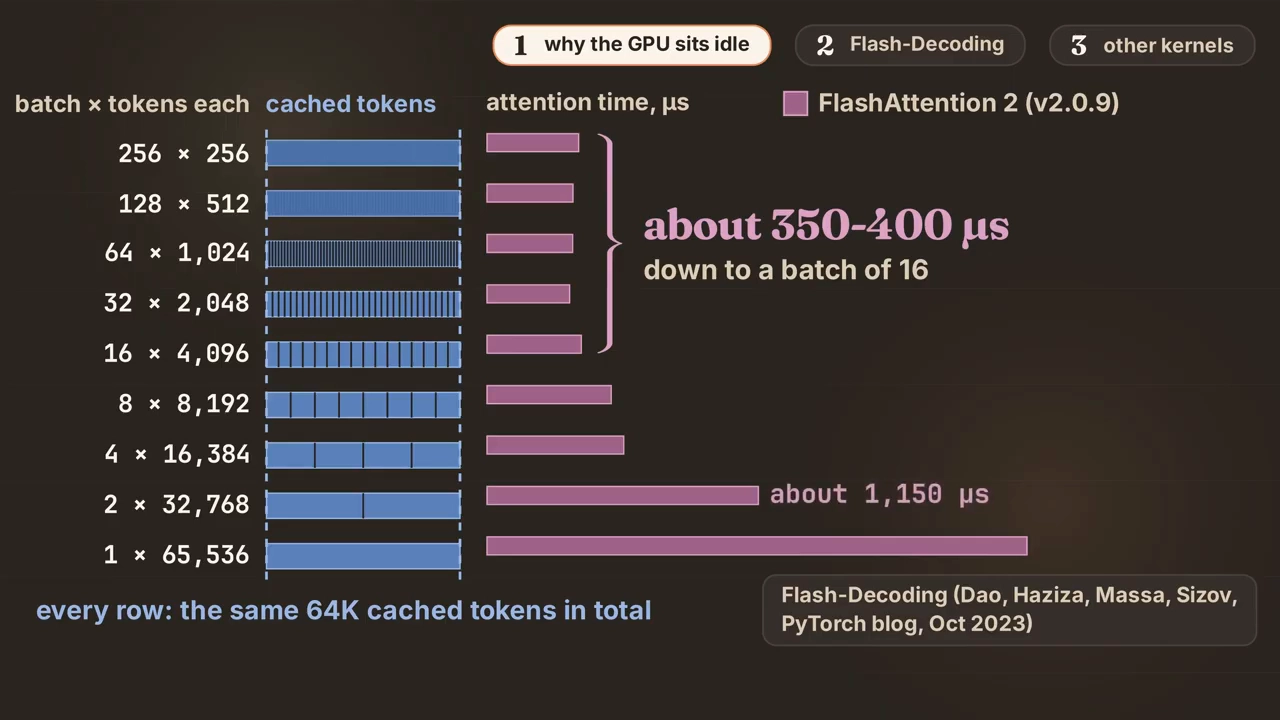 1 why the GPU sits idle
2 Flash-Decoding
3 other kernels
batch × tokens each
cached tokens
attention time, µs
FlashAttention 2 (v2.0.9)
256 × 256
128 × 512
64 × 1,024
32 × 2,048
16 × 4,096
8 × 8,192
4 × 16,384
2 × 32,768
1 × 65,536
about 350-400 µs
down to a batch of 16
about 1,150 µs
every row: the same 64K cached tokens in total
Flash-Decoding (Dao, Haziza, Massa, Sizov,
PyTorch blog, Oct 2023)